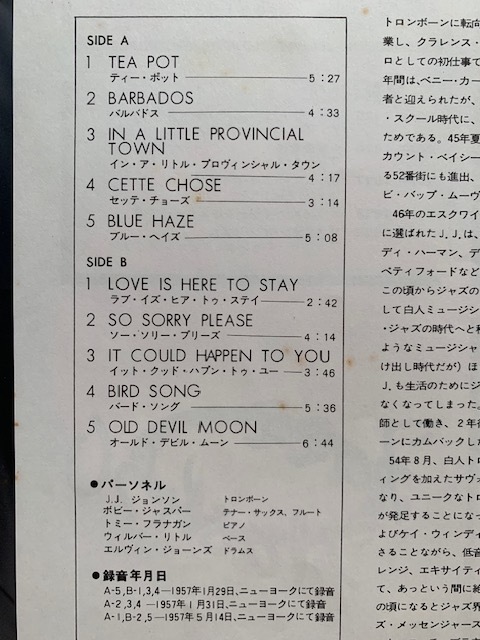 SIDE A
1 TEA POT
ティー・ポット 5:27
2 BARBADOS
バルバドス 4:33
3 IN A LITTLE PROVINCIAL
TOWN
イン・ア・リトル・プロヴィンシャル・タウン
4:17
4 CETTE CHOSE
セッテ・チョーズ 3:14
5 BLUE HAZE
ブルー・ヘイズ 5:08
SIDE B
1 LOVE IS HERE TO STAY
ラブ・イズ・ヒア・トゥ・ステイ 2:42
2 SO SORRY PLEASE
ソー・ソリー・プリーズ 4:14
3 IT COULD HAPPEN TO YOU
イット・クッド・ハプン・トゥ・ユー 3:46
4 BIRD SONG
バード・ソング 5:36
5 OLD DEVIL MOON
オールド・デビル・ムーン 6:44
●パーソネル
J.J. ジョンソン トロンボーン
ボビー・ジャスパー テナー・サックス、フルート
トミー・フラナガン ピアノ
ウィルバー・リトル ベース
エルヴィン・ジョーンズ ドラムス
●録音年月日
A-5,B-1,3,4—1957年1月29日、ニューヨークにて録音
A-2,3,4 —1957年1月31日、ニューヨークにて録音
A-1,B-2,5—1957年5月14日、ニューヨークにて録音
トロンボーンに転向
業し、クラレンス・
ロとしての初仕事で
年間は、ベニー・カー
者と迎えられたが、
・スクール時代に、
ためである。45年夏
カウント・ベイシー
る52番街にも進出、
ビ・バップ・ムーヴ
46年のエスクワイ
に選ばれたJ.J.は、
ディ・ハーマン、デ
ペティフォードなど
この頃からジャズの
して白人ミュージシ
・ジャズの時代へと移
ようなミュージシャ
け出し時代だが）ほ
J.も生活のためにジ
なくなってしまった。
師として働き、2年後
ーンにカムバックした
54年8月、白人トロ
ィングを加えたサヴォ
なり、ユニークなトロ
が発足することになっ
よびケイ・ウィンディ
さることながら、低音
レンジ、エキサイティ
て、あっという間に絶
の頃になるとジャズ界
ズ・メッセンジャーズ